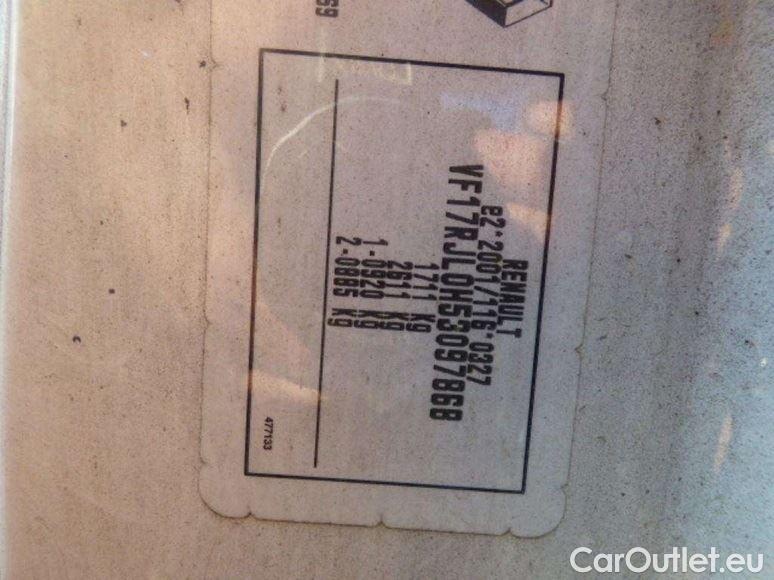 69
RENAULT
e2*2001/116*0327
VF17RJL0H53097868
1711 Kg
2611 Kg
1-0920 Kg
2-0885 Kg
477133
CarOutlet.eu